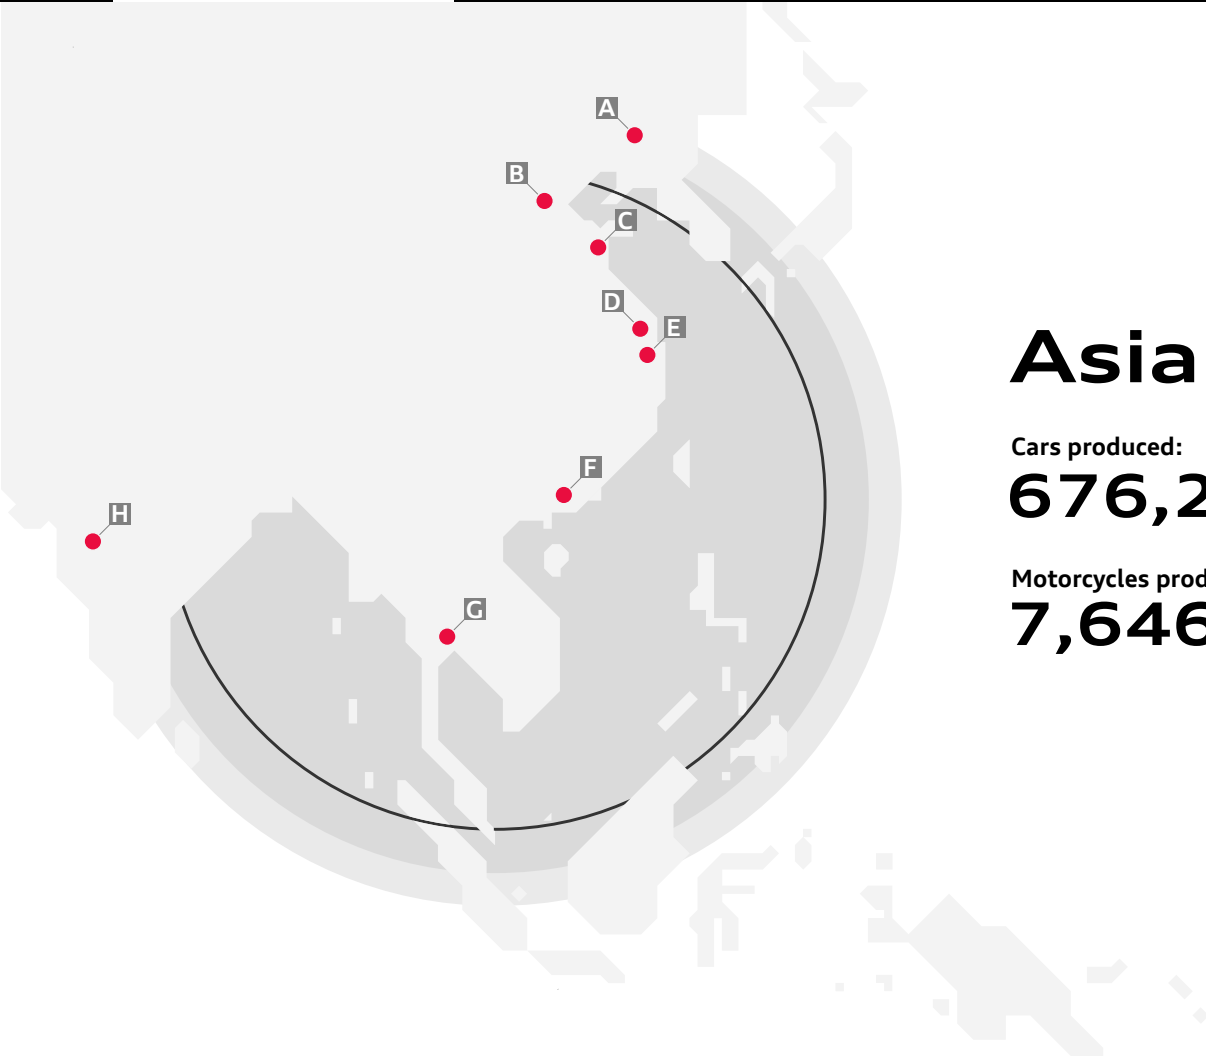 A
B
C
D
E
F
G
H
Asia
Cars produced:
676,2
Motorcycles prod
7,646